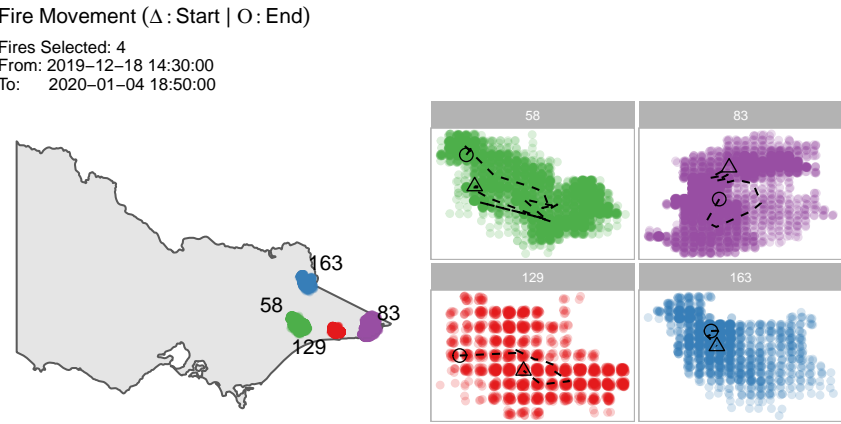 Fire Movement (Δ : Start | O : End)
Fires Selected: 4
From: 2019−12−18 14:30:00
To: 2020−01−04 18:50:00
58
83
163
58
83
129
129
163